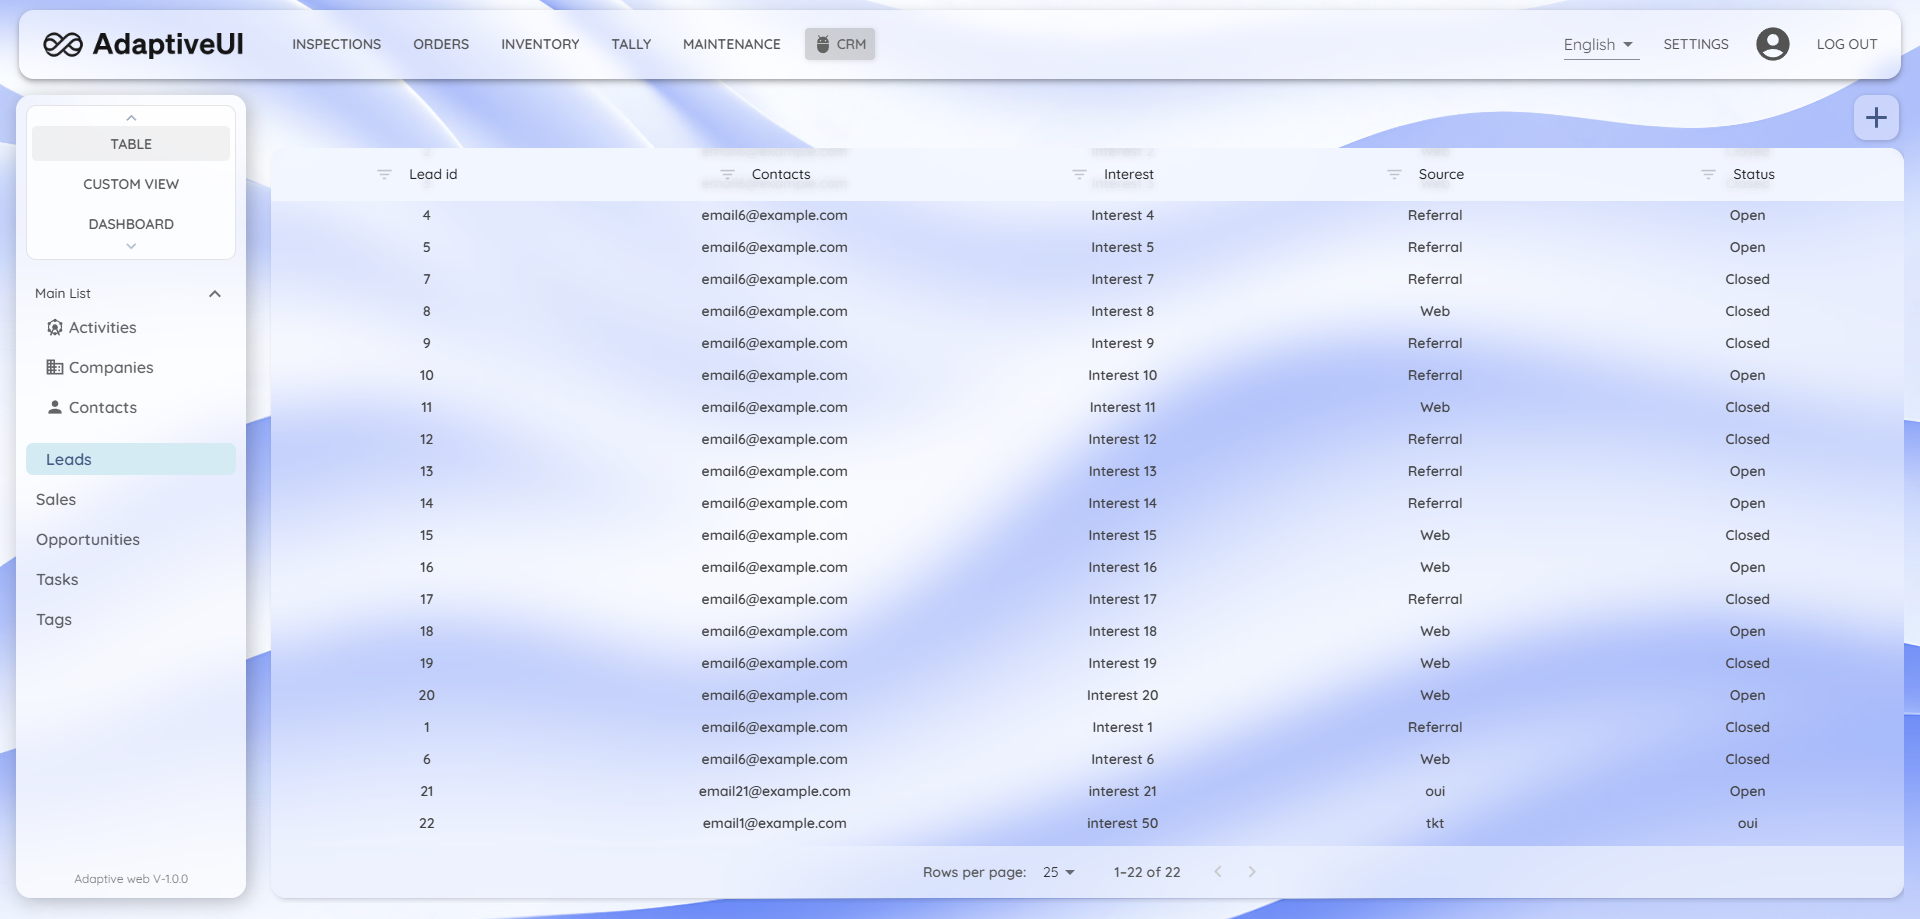 AdaptiveUI INSPECTIONS ORDERS INVENTORY TALLY MAINTENANCE CRM English SETTINGS LOG OUT
TABLE
CUSTOM VIEW
DASHBOARD
Main List
Activities
Companies
Contacts
Leads
Sales
Opportunities
Tasks
Tags
Adaptive web V-1.0.0
Lead id Contacts Interest Source Status
4 email6@example.com Interest 4 Referral Open
5 email6@example.com Interest 5 Referral Open
7 email6@example.com Interest 7 Referral Closed
8 email6@example.com Interest 8 Web Closed
9 email6@example.com Interest 9 Referral Closed
10 email6@example.com Interest 10 Referral Open
11 email6@example.com Interest 11 Web Closed
12 email6@example.com Interest 12 Referral Closed
13 email6@example.com Interest 13 Referral Open
14 email6@example.com Interest 14 Referral Open
15 email6@example.com Interest 15 Web Closed
16 email6@example.com Interest 16 Web Open
17 email6@example.com Interest 17 Referral Closed
18 email6@example.com Interest 18 Web Open
19 email6@example.com Interest 19 Web Closed
20 email6@example.com Interest 20 Web Open
1 email6@example.com Interest 1 Referral Closed
6 email6@example.com Interest 6 Web Closed
21 email21@example.com interest 21 oui Open
22 email1@example.com interest 50 tkt oui
Rows per page: 25 1–22 of 22